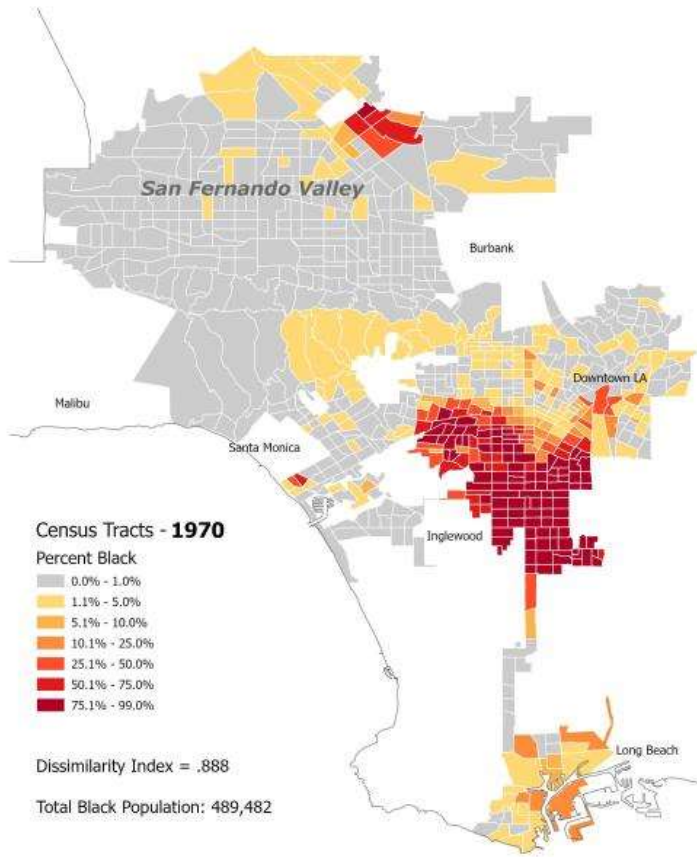 San Fernando Valley
Burbank
Downtown LA
Malibu
Santa Monica
Inglewood
Census Tracts - 1970
Percent Black
0.0% - 1.0%
1.1% - 5.0%
5.1% - 10.0%
10.1% - 25.0%
25.1% - 50.0%
50.1% - 75.0%
75.1% - 99.0%
Long Beach
Dissimilarity Index = .888
Total Black Population: 489,482